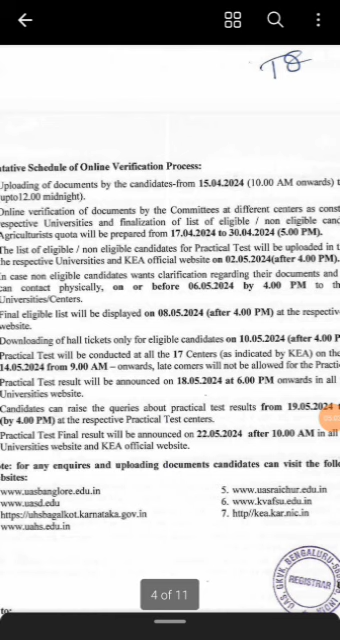 T8
tative Schedule of Online Verification Process:
Uploading of documents by the candidates-from 15.04.2024 (10.00 AM onwards) t
upto12.00 midnight).
Online verification of documents by the Committees at different centers as const
respective Universities and finalization of list of eligible / non eligible cand
Agriculturists quota will be prepared from 17.04.2024 to 30.04.2024 (5.00 PM).
The list of eligible / non eligible candidates for Practical Test will be uploaded in t
the respective Universities and KEA official website on 02.05.2024(after 4.00 PM).
In case non eligible candidates wants clarification regarding their documents and
can contact physically, on or before 06.05.2024 by 4.00 PM to th
Universities/Centers.
Final eligible list will be displayed on 08.05.2024 (after 4.00 PM) at the respective
website.
Downloading of hall tickets only for eligible candidates on 10.05.2024 (after 4.00 P
Practical Test will be conducted at all the 17 Centers (as indicated by KEA) on the
14.05.2024 from 9.00 AM – onwards, late comers will not be allowed for the Practi
Practical Test result will be announced on 18.05.2024 at 6.00 PM onwards in all
Universities website.
Candidates can raise the queries about practical test results from 19.05.2024
(by 4.00 PM) at the respective Practical Test centers.
Practical Test Final result will be announced on 22.05.2024 after 10.00 AM in all
Universities website and KEA official website.
te: for any enquires and uploading documents candidates can visit the foll
bsites:
www.uasbanglore.edu.in 5. www.uasraichur.edu.in
www.uasd.edu 6. www.kvafsu.edu.in
https://uhsbagalkot.karnataka.gov.in 7. http//kea.kar.nic.in
www.uahs.edu.in
BENGALURU
REGISTRAR
UAS, GKVK
4 of 11
to: